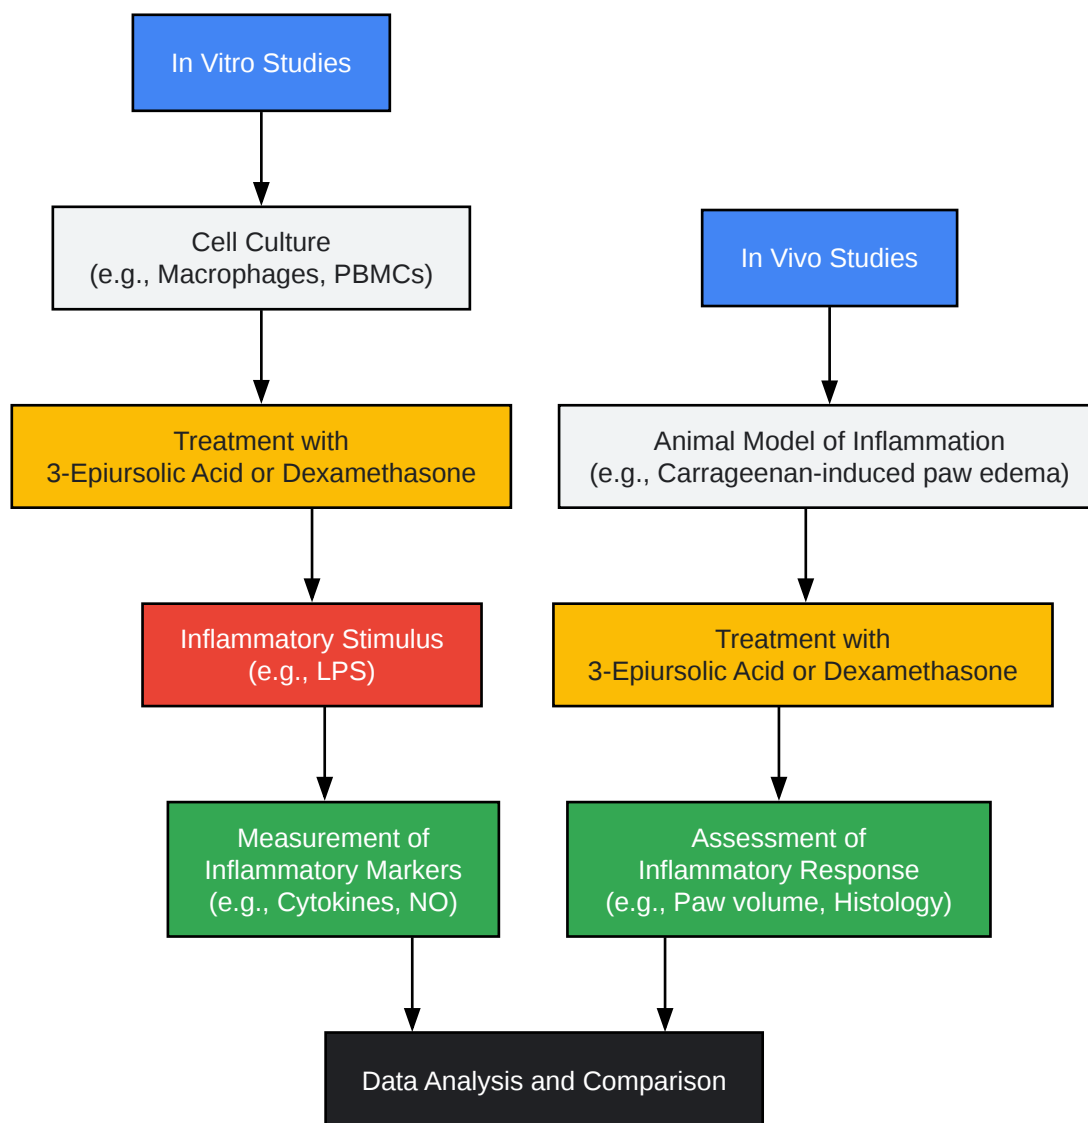 In Vitro Studies
Cell Culture
(e.g., Macrophages, PBMCs)
Treatment with
3-Epiursolic Acid or Dexamethasone
Inflammatory Stimulus
(e.g., LPS)
Measurement of
Inflammatory Markers
(e.g., Cytokines, NO)
In Vivo Studies
Animal Model of Inflammation
(e.g., Carrageenan-induced paw edema)
Treatment with
3-Epiursolic Acid or Dexamethasone
Assessment of
Inflammatory Response
(e.g., Paw volume, Histology)
Data Analysis and Comparison